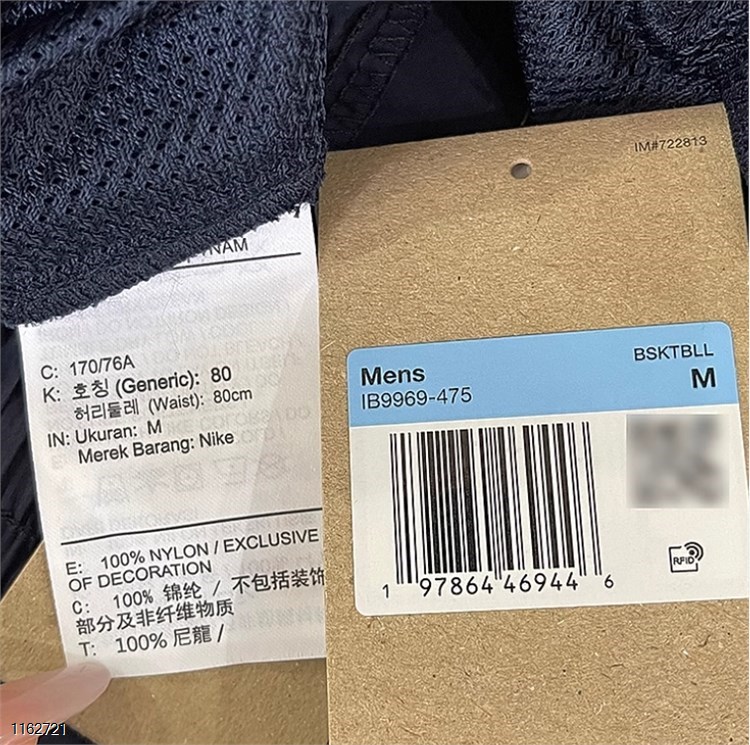 NAM
C: 170/76A
K: 호칭 (Generic): 80
허리둘레 (Waist): 80cm
IN: Ukuran: M
Merek Barang: Nike
E: 100% NYLON / EXCLUSIVE
OF DECORATION
C: 100% 锦纶 / 不包括装饰
部分及非纤维物质
T: 100% 尼龍 /
IM#722813
BSKTBLL
Mens
M
IB9969-475
1 97864 46944 6
RFID
1162721